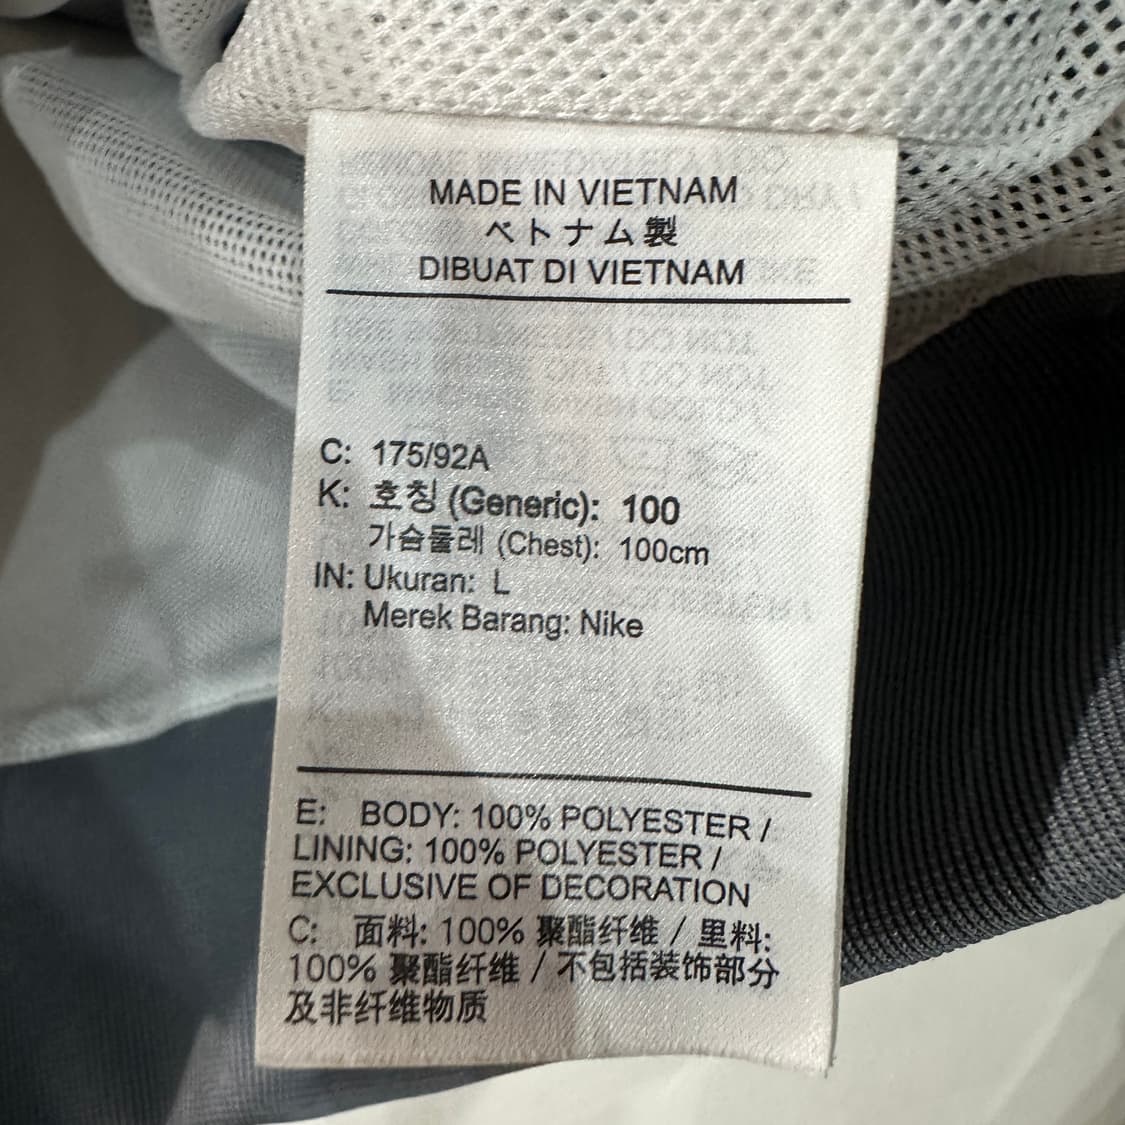 MADE IN VIETNAM
ベトナム製
DIBUAT DI VIETNAM
C: 175/92A
K: 호칭 (Generic): 100
가슴둘레 (Chest): 100cm
IN: Ukuran: L
Merek Barang: Nike
E: BODY: 100% POLYESTER /
LINING: 100% POLYESTER /
EXCLUSIVE OF DECORATION
C: 面料: 100% 聚酯纤维 / 里料:
100% 聚酯纤维 / 不包括装饰部分
及非纤维物质